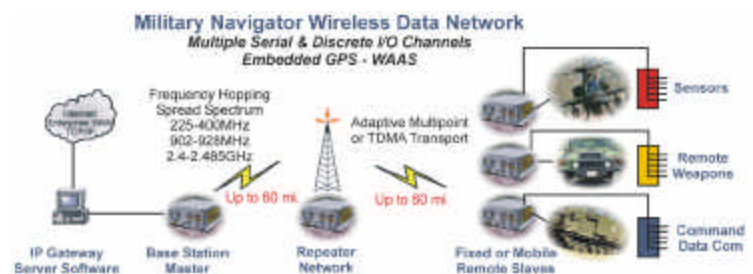 Military Navigator Wireless Data Network
Multiple Serial & Discrete I/O Channels
Embedded GPS - WAAS
Frequency Hopping
Spread Spectrum
225-400MHz
902-928MHz
2.4-2.485GHz
Adaptive Multipoint
or TDMA Transport
Up to 60 mi.
Up to 60 mi.
Sensors
Remote
Weapons
Command
Data Com
IP Gateway
Server Software
Base Station
Master
Repeater
Network
Fixed or Mobile
Remote Slaves